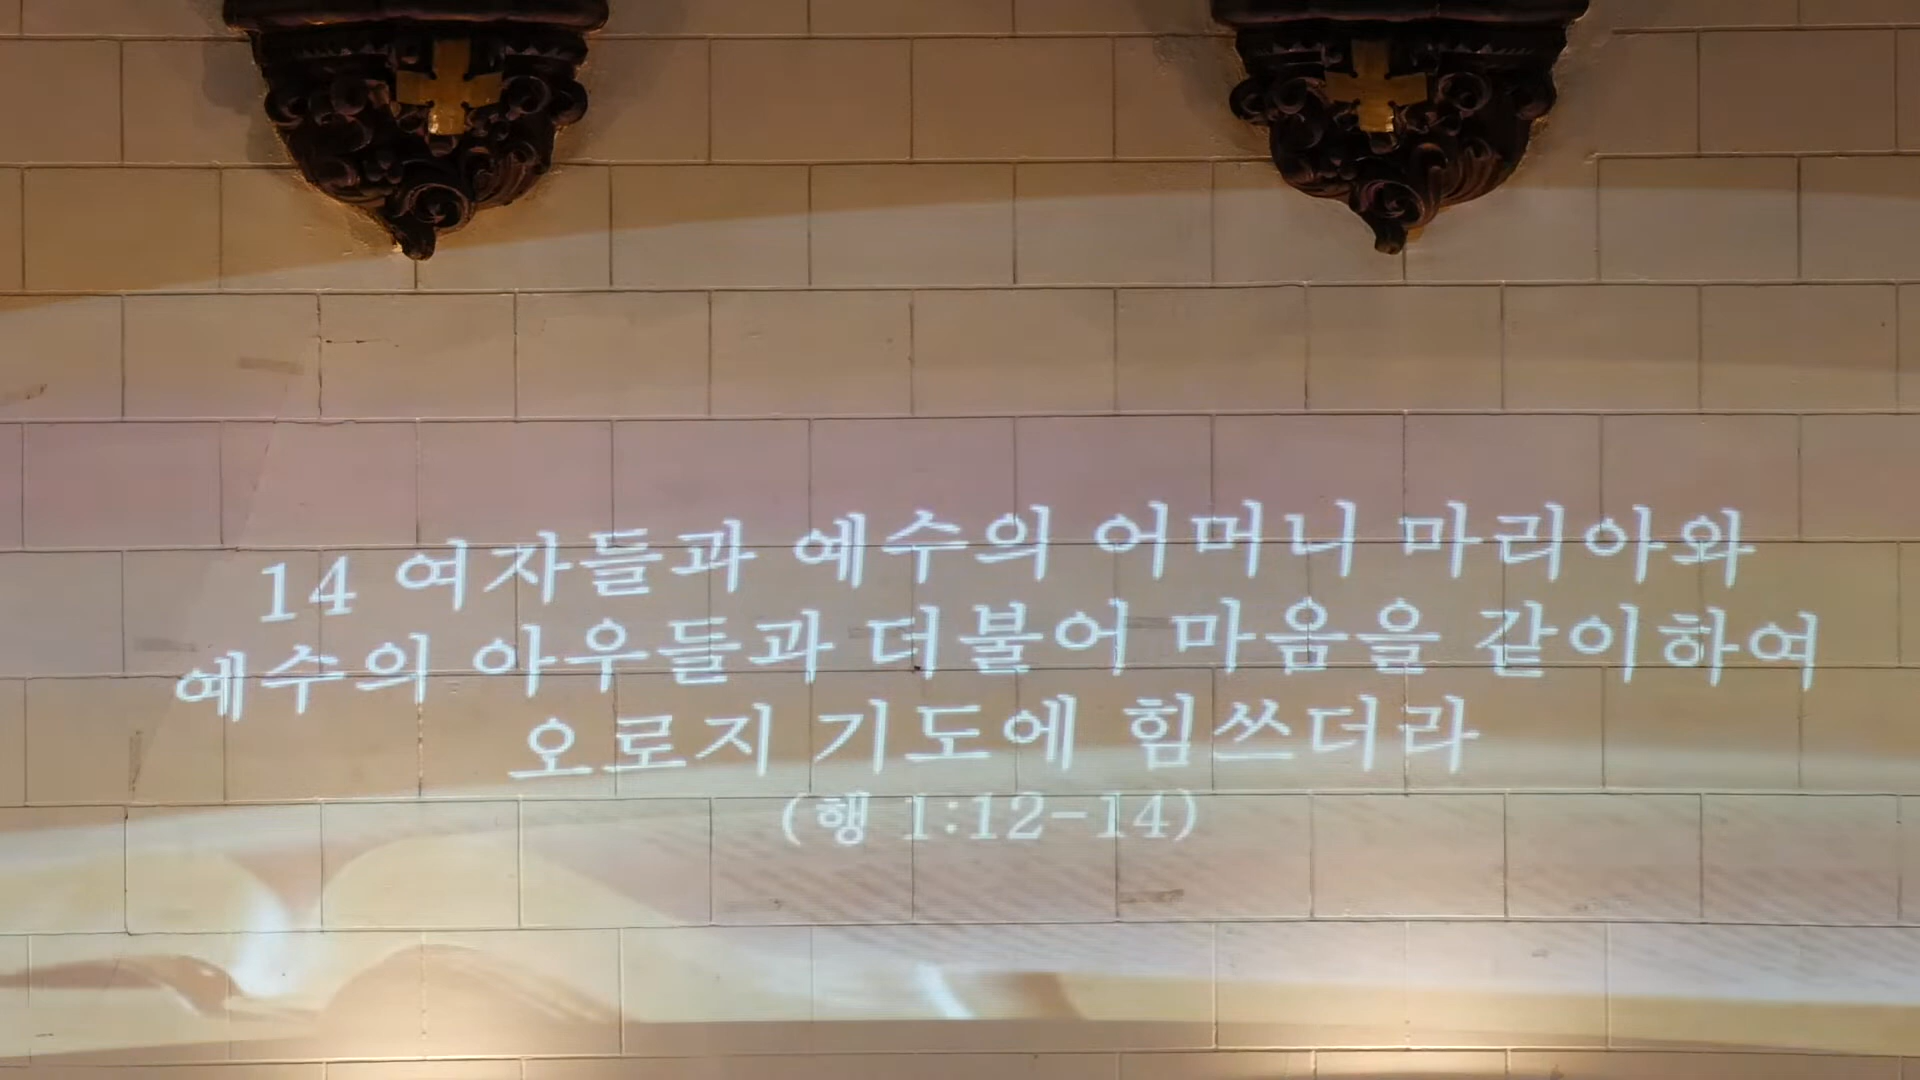 14 여자들과 예수의 어머니 마리아와
예수의 아우들과 더불어 마음을 같이하여
오로지 기도에 힘쓰더라
(행 1:12-14)